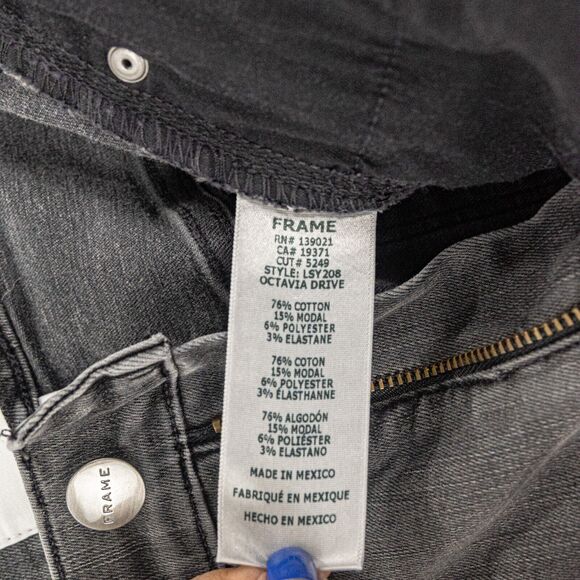 FRAME
RN# 139021
CA# 19371
CUT# 5249
STYLE: LSY208
OCTAVIA DRIVE
76% COTTON
15% MODAL
6% POLYESTER
3% ELASTANE
76% COTON
15% MODAL
6% POLYESTER
3% ÉLASTHANNE
76% ALGODÓN
15% MODAL
6% POLIÉSTER
3% ELASTANO
MADE IN MEXICO
FABRIQUÉ EN MEXIQUE
HECHO EN MEXICO
FRAME